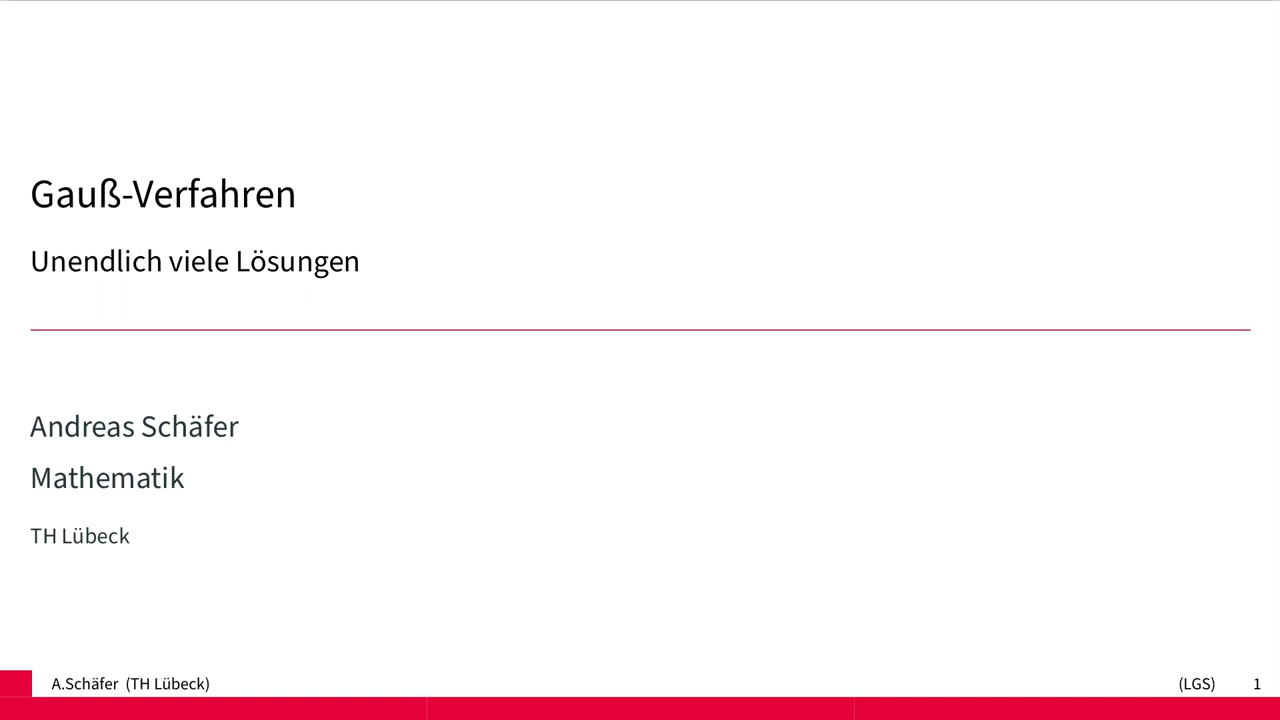 Gauß-Verfahren
Unendlich viele Lösungen
Andreas Schäfer
Mathematik
TH Lübeck
A.Schäfer (TH Lübeck) (LGS) 1